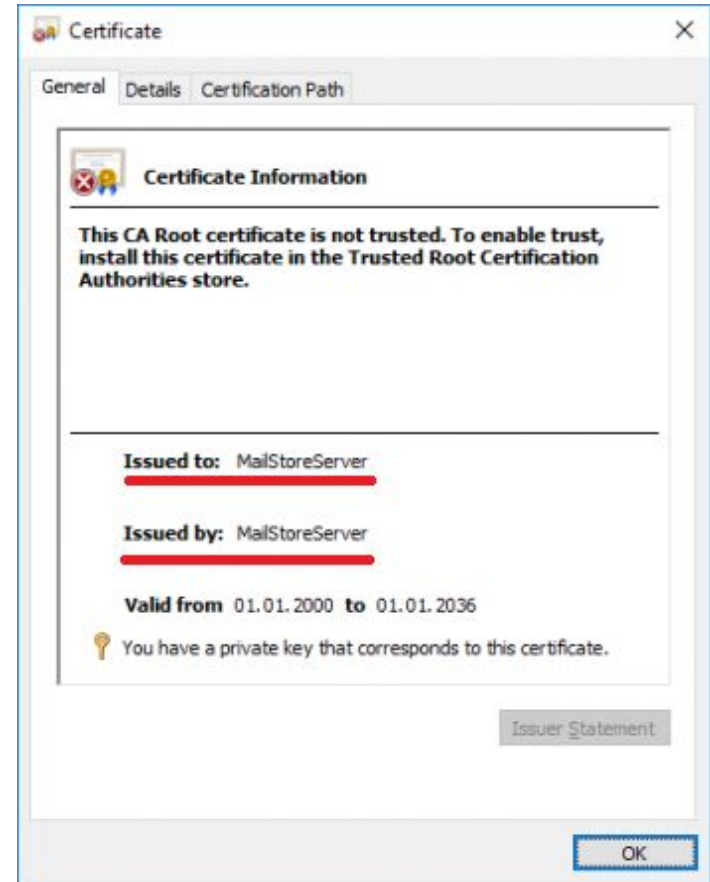 Certificate
General Details Certification Path
Certificate Information
This CA Root certificate is not trusted. To enable trust,
install this certificate in the Trusted Root Certification
Authorities store.
Issued to: MailStoreServer
Issued by: MailStoreServer
Valid from 01.01.2000 to 01.01.2036
You have a private key that corresponds to this certificate.
Issuer Statement
OK